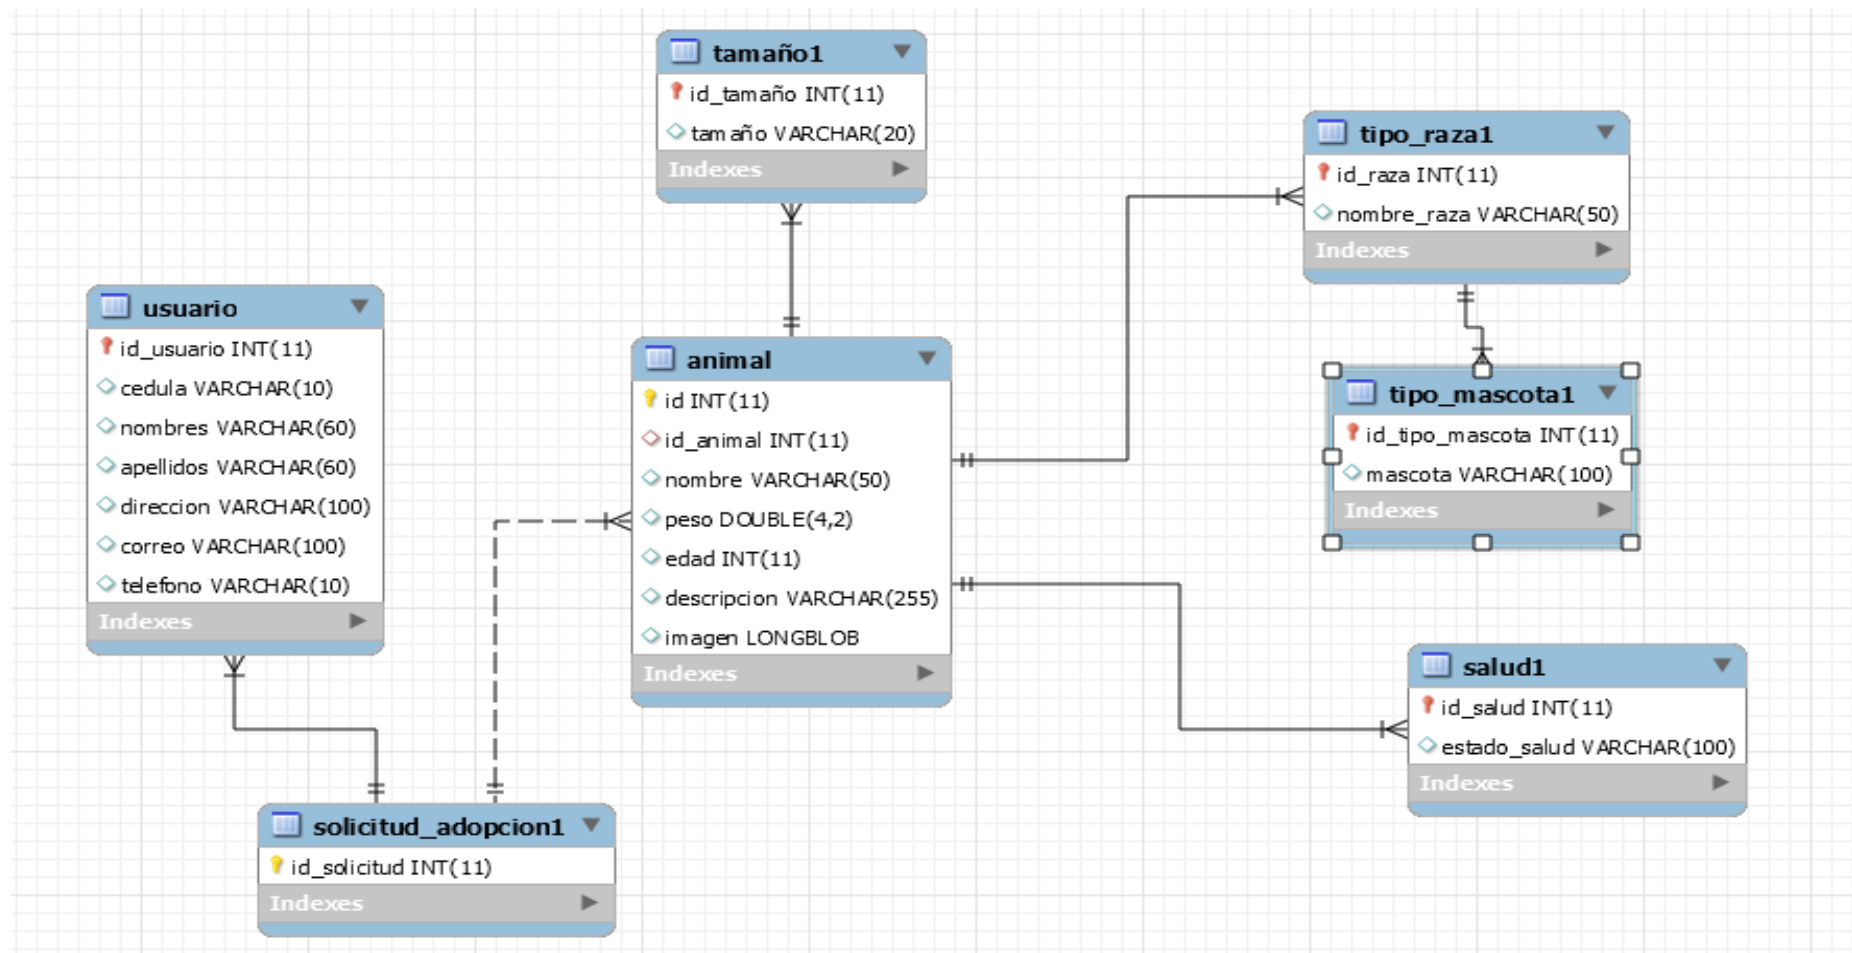 tamaño1
id_tamaño INT(11)
tamaño VARCHAR(20)
Indexes
tipo_raza1
id_raza INT(11)
nombre_raza VARCHAR(50)
Indexes
usuario
id_usuario INT(11)
cedula VARCHAR(10)
nombres VARCHAR(60)
apellidos VARCHAR(60)
direccion VARCHAR(100)
correo VARCHAR(100)
telefono VARCHAR(10)
Indexes
animal
id INT(11)
id_animal INT(11)
nombre VARCHAR(50)
peso DOUBLE(4,2)
edad INT(11)
descripcion VARCHAR(255)
imagen LONGBLOB
Indexes
tipo_mascota1
id_tipo_mascota INT(11)
mascota VARCHAR(100)
Indexes
salud1
id_salud INT(11)
estado_salud VARCHAR(100)
Indexes
solicitud_adopcion1
id_solicitud INT(11)
Indexes